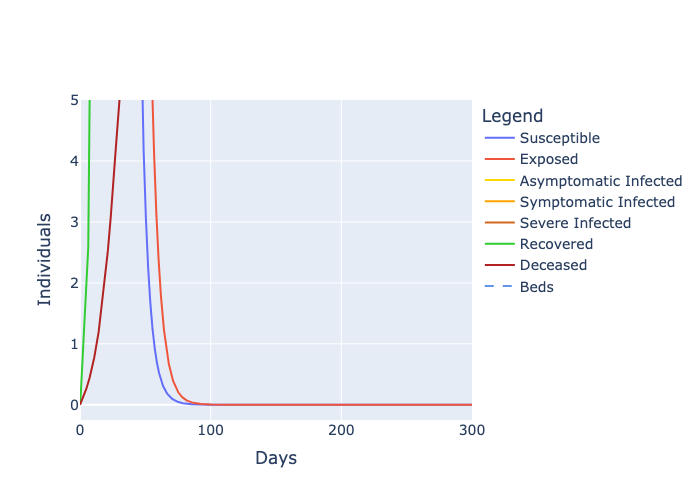 5
4
3
2
1
0
0 100 200 300
Days
Individuals
Legend
Susceptible
Exposed
Asymptomatic Infected
Symptomatic Infected
Severe Infected
Recovered
Deceased
Beds